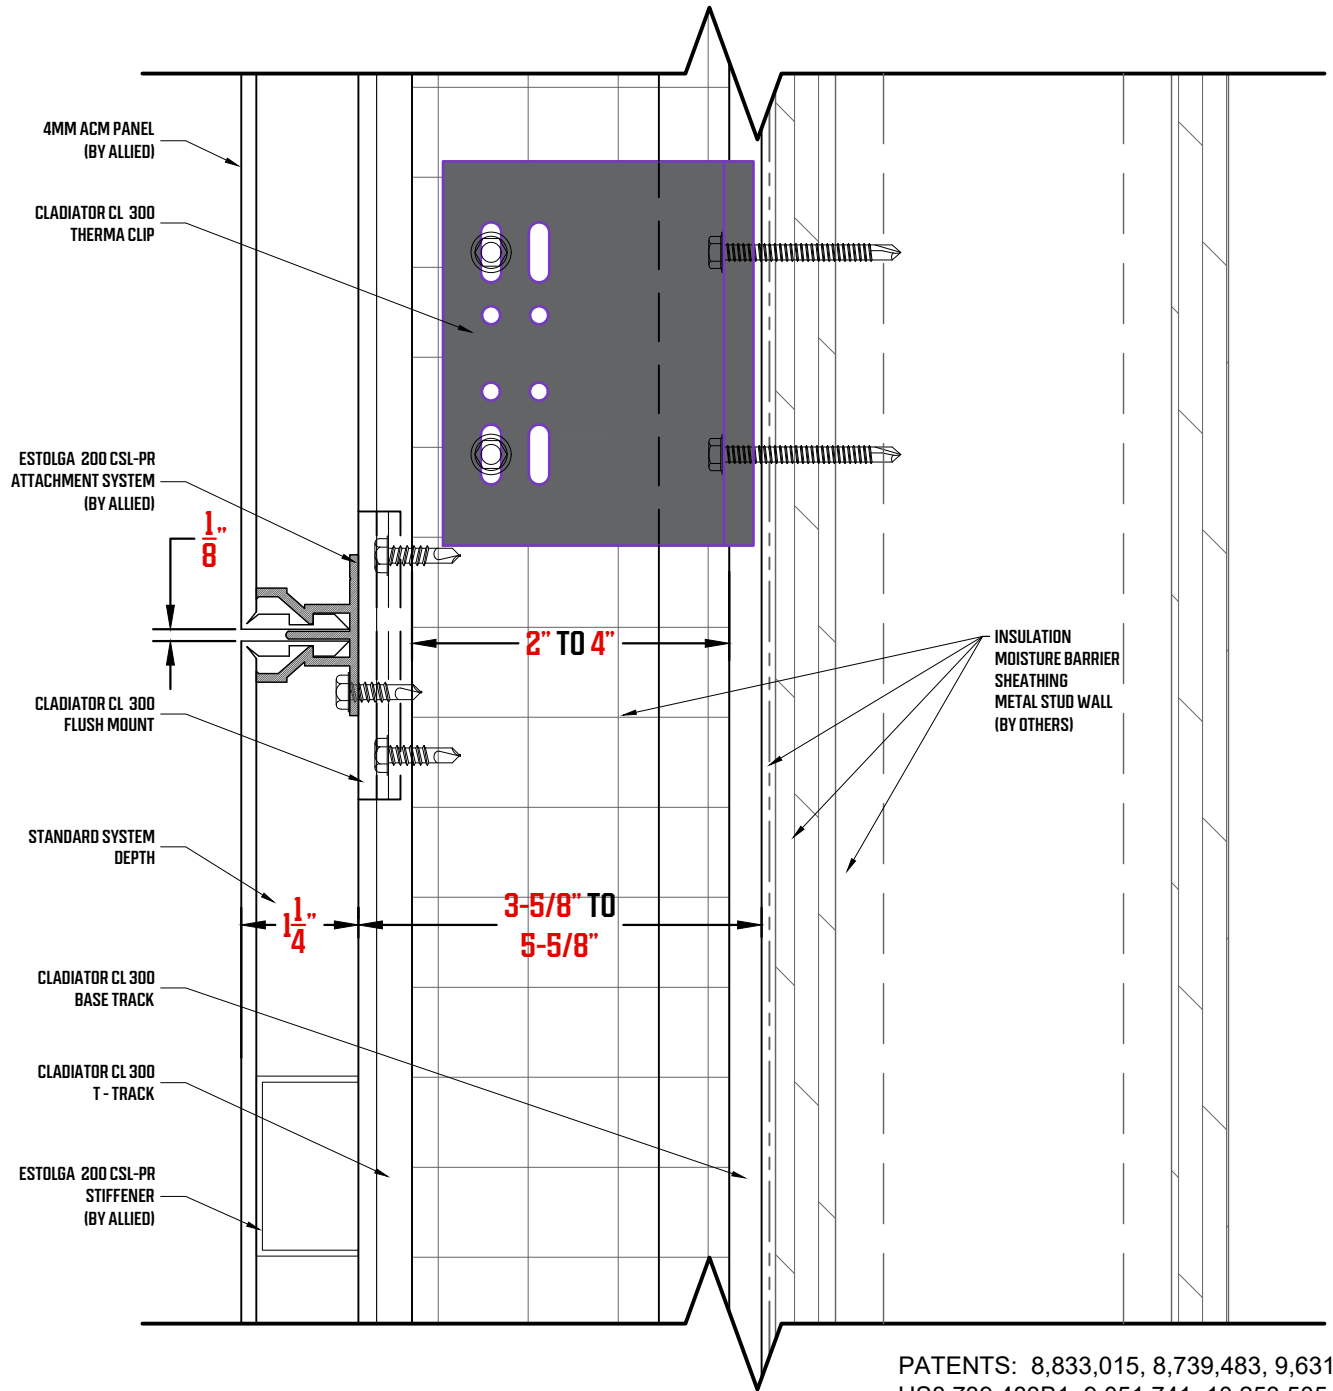 4MM ACM PANEL
(BY ALLIED)
CLADIATOR CL 300
THERMA CLIP
ESTOLGA 200 CSL-PR
ATTACHMENT SYSTEM
(BY ALLIED)
1/8"
2" TO 4"
INSULATION
MOISTURE BARRIER
SHEATHING
METAL STUD WALL
(BY OTHERS)
CLADIATOR CL 300
FLUSH MOUNT
STANDARD SYSTEM
DEPTH
1 1/4"
3-5/8" TO
5-5/8"
CLADIATOR CL 300
BASE TRACK
CLADIATOR CL 300
T - TRACK
ESTOLGA 200 CSL-PR
STIFFENER
(BY ALLIED)
PATENTS: 8,833,015, 8,739,483, 9,631